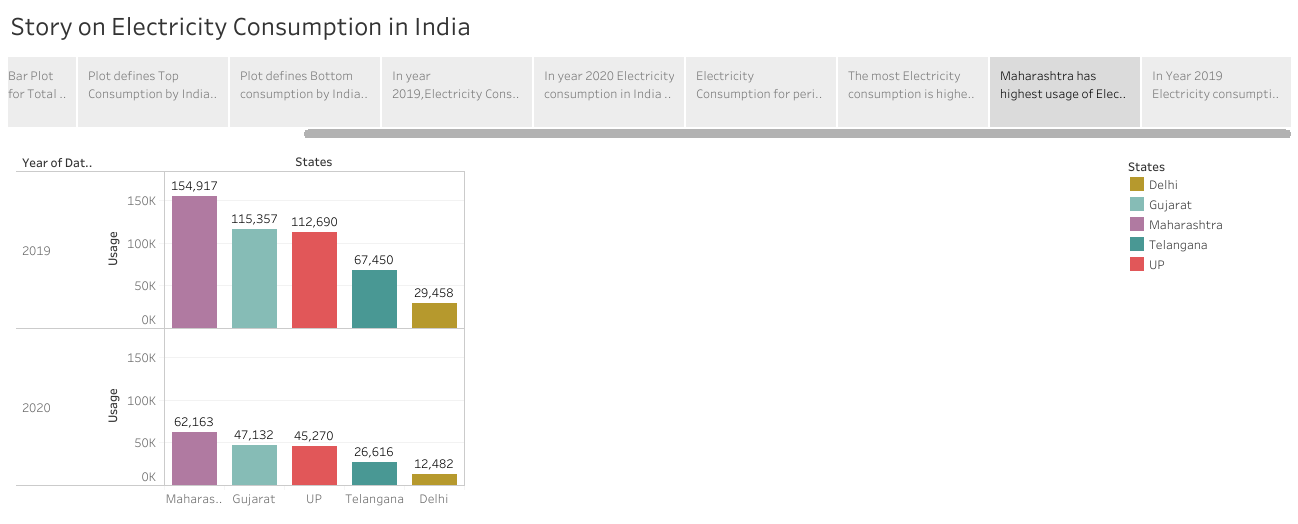 Story on Electricity Consumption in India
Bar Plot
for Total ..
Plot defines Top
Consumption by India..
Plot defines Bottom
consumption by India..
In year
2019,Electricity Cons..
In year 2020 Electricity
consumption in India ..
Electricity
Consumption for peri..
The most Electricity
consumption is highe..
Maharashtra has
highest usage of Elec..
In Year 2019
Electricity consumpti..
Year of Dat..
States
2019
Usage
150K
100K
50K
0K
154,917
115,357
112,690
67,450
29,458
2020
Usage
150K
100K
50K
0K
62,163
47,132
45,270
26,616
12,482
Maharas..
Gujarat
UP
Telangana
Delhi
States
Delhi
Gujarat
Maharashtra
Telangana
UP